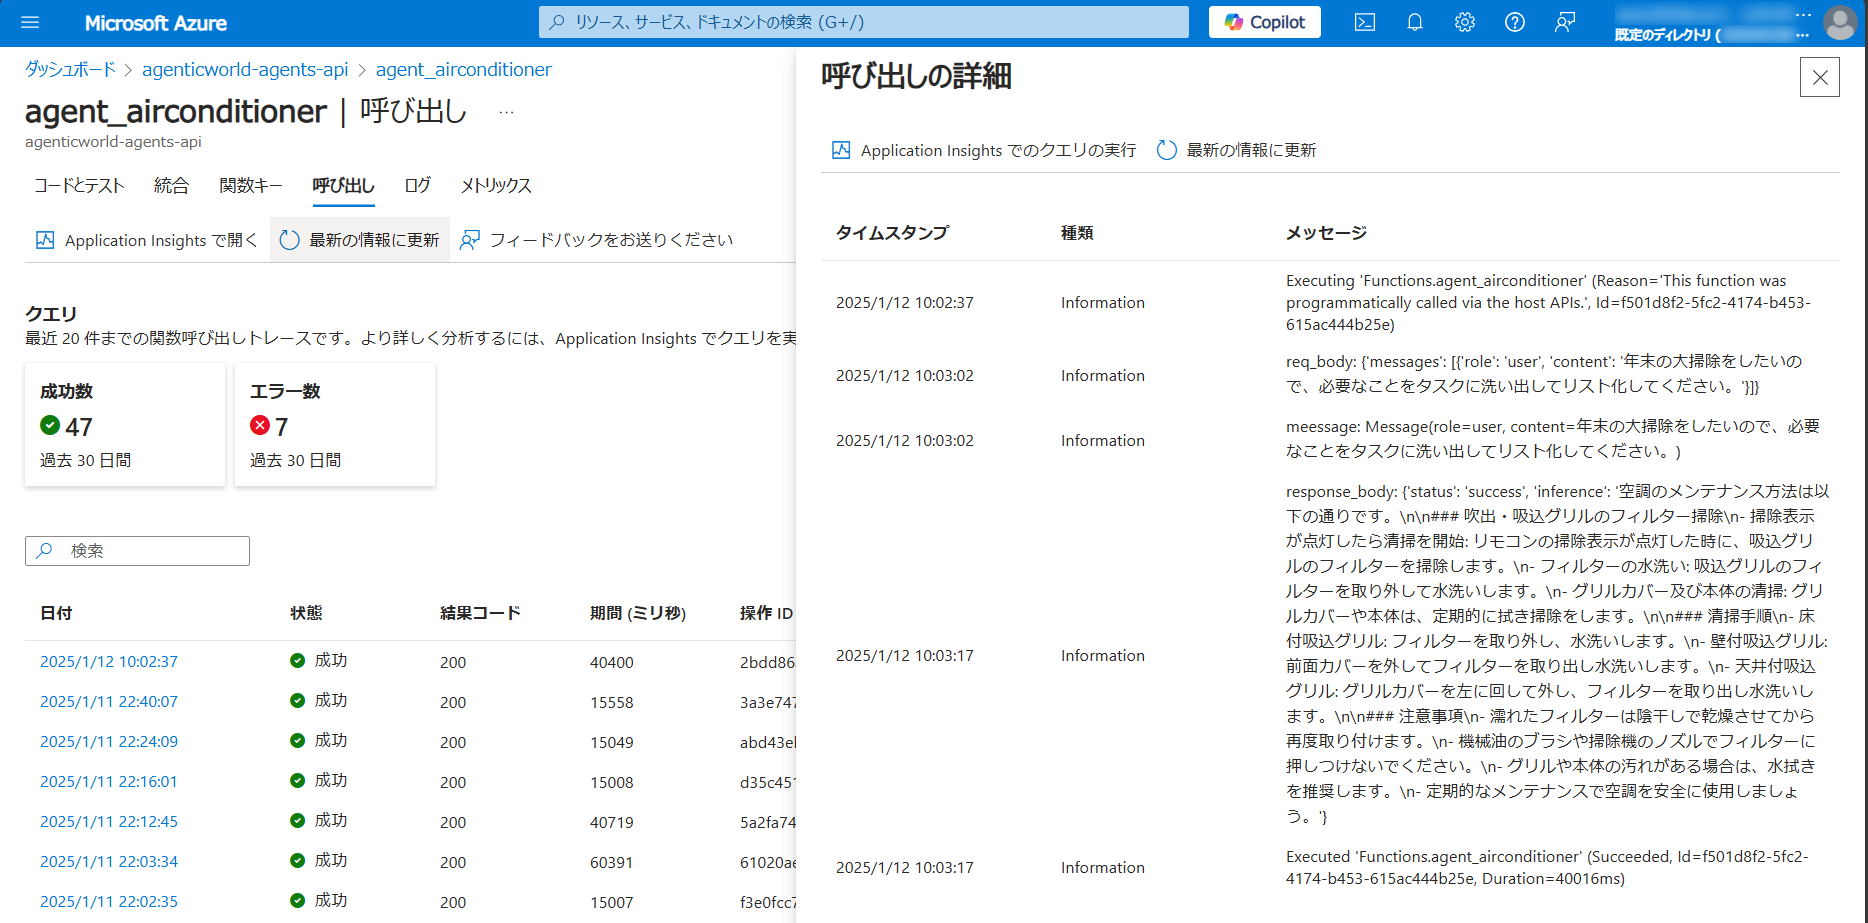 Microsoft Azure
リソース、サービス、ドキュメントの検索 (G+/)
Copilot
既定のディレクトリ (
ダッシュボード > agenticworld-agents-api > agent_airconditioner
agent_airconditioner | 呼び出し ...
agenticworld-agents-api
コードとテスト 統合 関数キー 呼び出し ログ メトリックス
Application Insights で開く 最新の情報に更新 フィードバックをお送りください
クエリ
最近 20 件までの関数呼び出しトレースです。より詳しく分析するには、Application Insights でクエリを実
成功数
47
過去 30 日間
エラー数
7
過去 30 日間
検索
日付 状態 結果コード 期間 (ミリ秒) 操作 ID
2025/1/12 10:02:37 成功 200 40400 2bdd86
2025/1/11 22:40:07 成功 200 15558 3a3e747
2025/1/11 22:24:09 成功 200 15049 abd43e
2025/1/11 22:16:01 成功 200 15008 d35c451
2025/1/11 22:12:45 成功 200 40719 5a2fa74
2025/1/11 22:03:34 成功 200 60391 61020ae
2025/1/11 22:02:35 成功 200 15007 f3e0fcc7
呼び出しの詳細
Application Insights でのクエリの実行 最新の情報に更新
タイムスタンプ 種類 メッセージ
2025/1/12 10:02:37 Information
Executing 'Functions.agent_airconditioner' (Reason='This function was
programmatically called via the host APIs.', Id=f501d8f2-5fc2-4174-b453-
615ac444b25e)
2025/1/12 10:03:02 Information
req_body: {'messages': [{'role': 'user', 'content': '年末の大掃除をしたいの
で、必要なことをタスクに洗い出してリスト化してください。'}]}
2025/1/12 10:03:02 Information
meessage: Message(role=user, content=年末の大掃除をしたいので、必要
なことをタスクに洗い出してリスト化してください。)
2025/1/12 10:03:17 Information
response_body: {'status': 'success', 'inference': '空調のメンテナンス方法は以
下の通りです。\n\n### 吹出・吸込グリルのフィルター掃除\n- 掃除表示
が点灯したら清掃を開始: リモコンの掃除表示が点灯した時に、吸込グリ
ルのフィルターを掃除します。\n- フィルターの水洗い: 吸込グリルのフィ
ルターを取り外して水洗いします。\n- グリルカバー及び本体の清掃: グリ
ルカバーや本体は、定期的に拭き掃除をします。\n\n### 清掃手順\n- 床
付吸込グリル: フィルターを取り外し、水洗いします。\n- 壁付吸込グリル:
前面カバーを外してフィルターを取り出し水洗いします。\n- 天井付吸込
グリル: グリルカバーを左に回して外し、フィルターを取り出し水洗いし
ます。\n\n### 注意事項\n- 濡れたフィルターは陰干しで乾燥させてから
再度取り付けます。\n- 機械油のブラシや掃除機のノズルでフィルターに
押しつけないでください。\n- グリルや本体の汚れがある場合は、水拭き
を推奨します。\n- 定期的なメンテナンスで空調を安全に使用しましょ
う。'}
2025/1/12 10:03:17 Information
Executed 'Functions.agent_airconditioner' (Succeeded, Id=f501d8f2-5fc2-
4174-b453-615ac444b25e, Duration=40016ms)